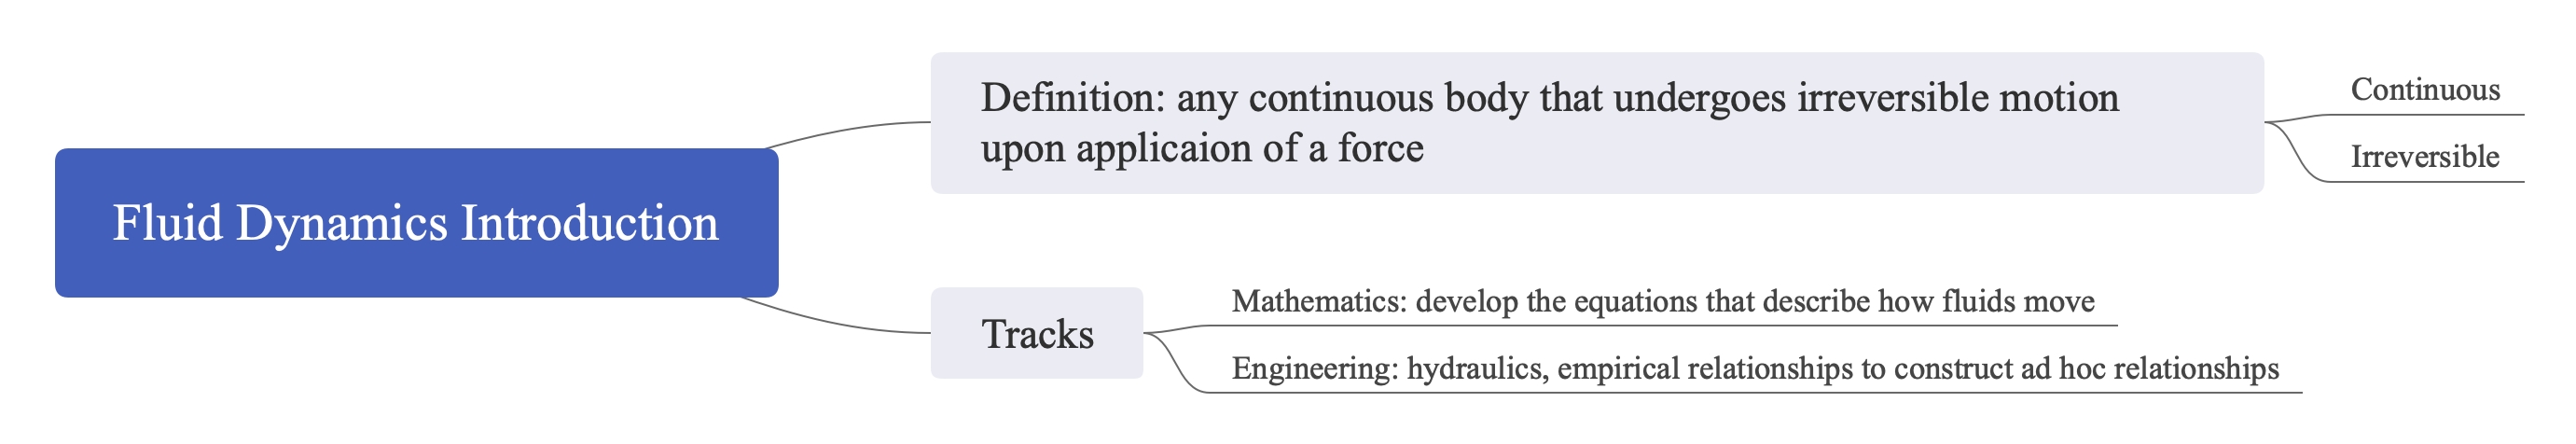 Fluid Dynamics Introduction
Definition: any continuous body that undergoes irreversible motion
upon applicaion of a force
Continuous
Irreversible
Tracks
Mathematics: develop the equations that describe how fluids move
Engineering: hydraulics, empirical relationships to construct ad hoc relationships